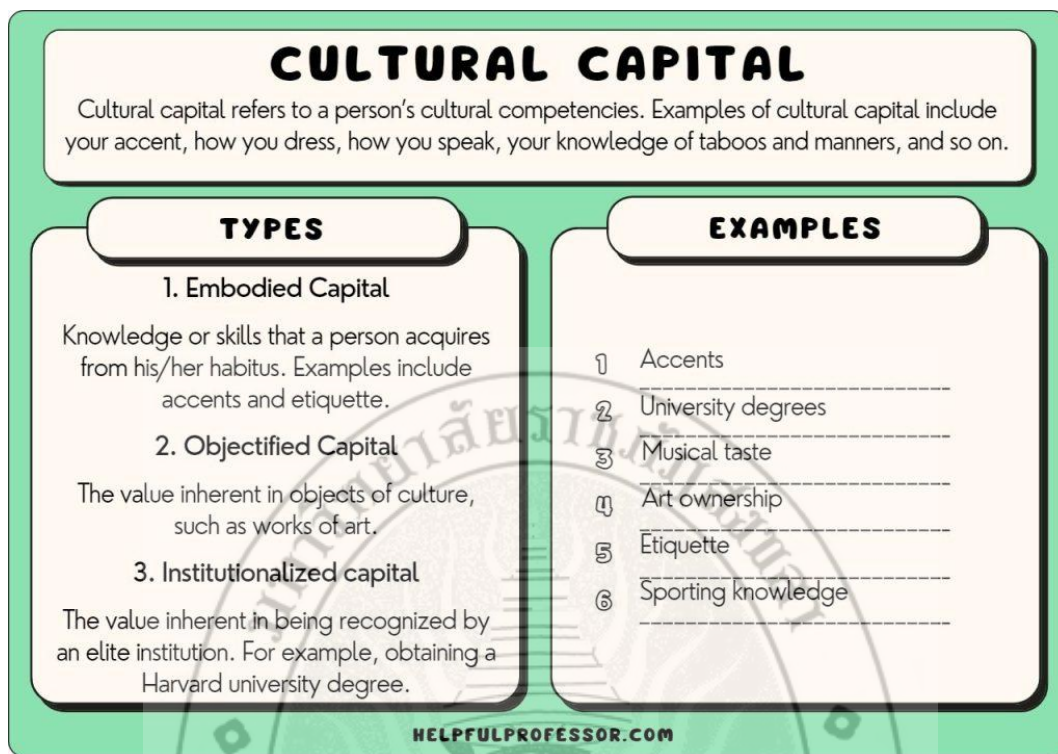 CULTURAL CAPITAL
Cultural capital refers to a person's cultural competencies. Examples of cultural capital include
your accent, how you dress, how you speak, your knowledge of taboos and manners, and so on.
TYPES
1. Embodied Capital
Knowledge or skills that a person acquires
from his/her habitus. Examples include
accents and etiquette.
2. Objectified Capital
The value inherent in objects of culture,
such as works of art.
3. Institutionalized capital
The value inherent in being recognized by
an elite institution. For example, obtaining a
Harvard university degree.
EXAMPLES
1 Accents
2 University degrees
3 Musical taste
4 Art ownership
5 Etiquette
6 Sporting knowledge
HELPFULPROFESSOR.COM